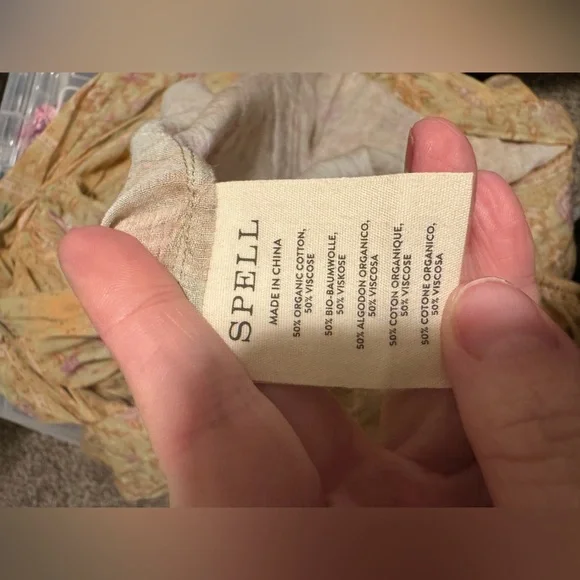 SPELL
MADE IN CHINA
50% ORGANIC COTTON,
50% VISCOSE
50% BIO-BAUMWOLLE,
50% VISKOSE
50% ALGODON ORGANICO,
50% VISCOSA
50% COTON ORGANIQUE,
50% VISCOSE
50% COTONE ORGANICO,
50% VISCOSA